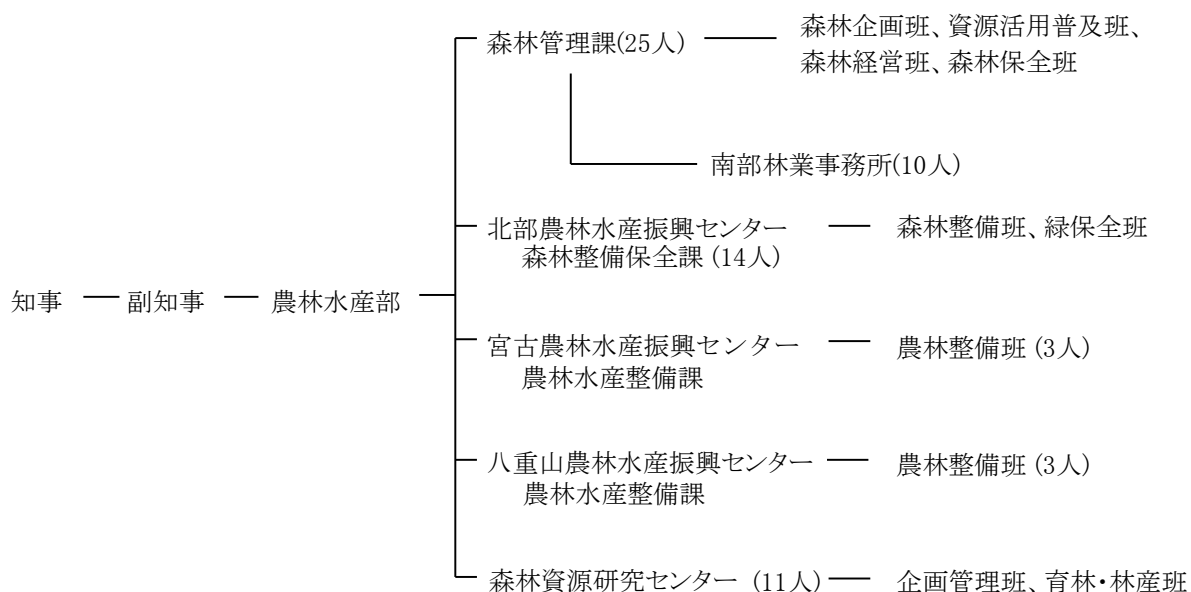 森林管理課(25人)
森林企画班、資源活用普及班、
森林経営班、森林保全班
南部林業事務所(10人)
北部農林水産振興センター
森林整備保全課 (14人)
森林整備班、緑保全班
知事
副知事
農林水産部
宮古農林水産振興センター
農林水産整備課
農林整備班 (3人)
八重山農林水産振興センター
農林水産整備課
農林整備班 (3人)
森林資源研究センター (11人)
企画管理班、育林・林産班